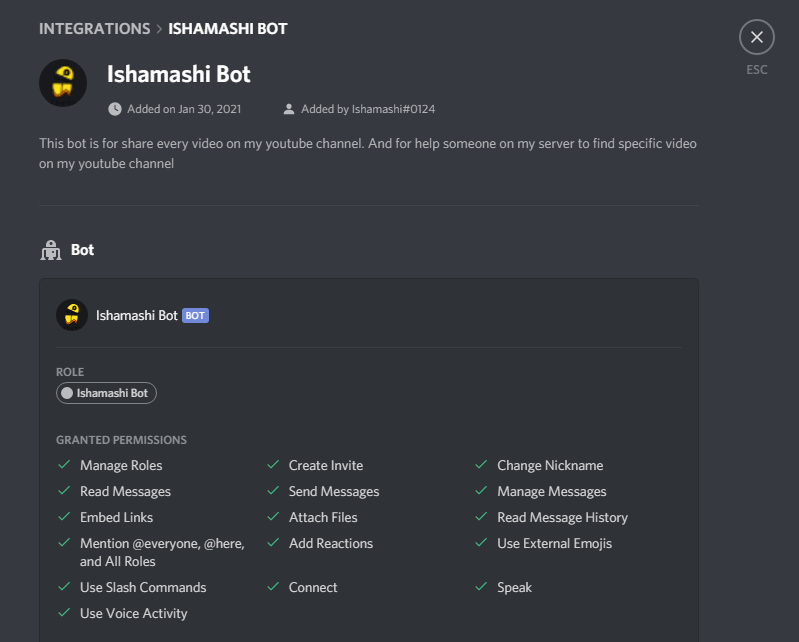 INTEGRATIONS > ISHAMASHI BOT
ESC
Ishamashi Bot
Added on Jan 30, 2021 Added by Ishamashi#0124
This bot is for share every video on my youtube channel. And for help someone on my server to find specific video
on my youtube channel
Bot
Ishamashi Bot BOT
ROLE
Ishamashi Bot
GRANTED PERMISSIONS
Manage Roles Create Invite Change Nickname
Read Messages Send Messages Manage Messages
Embed Links Attach Files Read Message History
Mention @everyone, @here, Add Reactions Use External Emojis
and All Roles
Use Slash Commands Connect Speak
Use Voice Activity